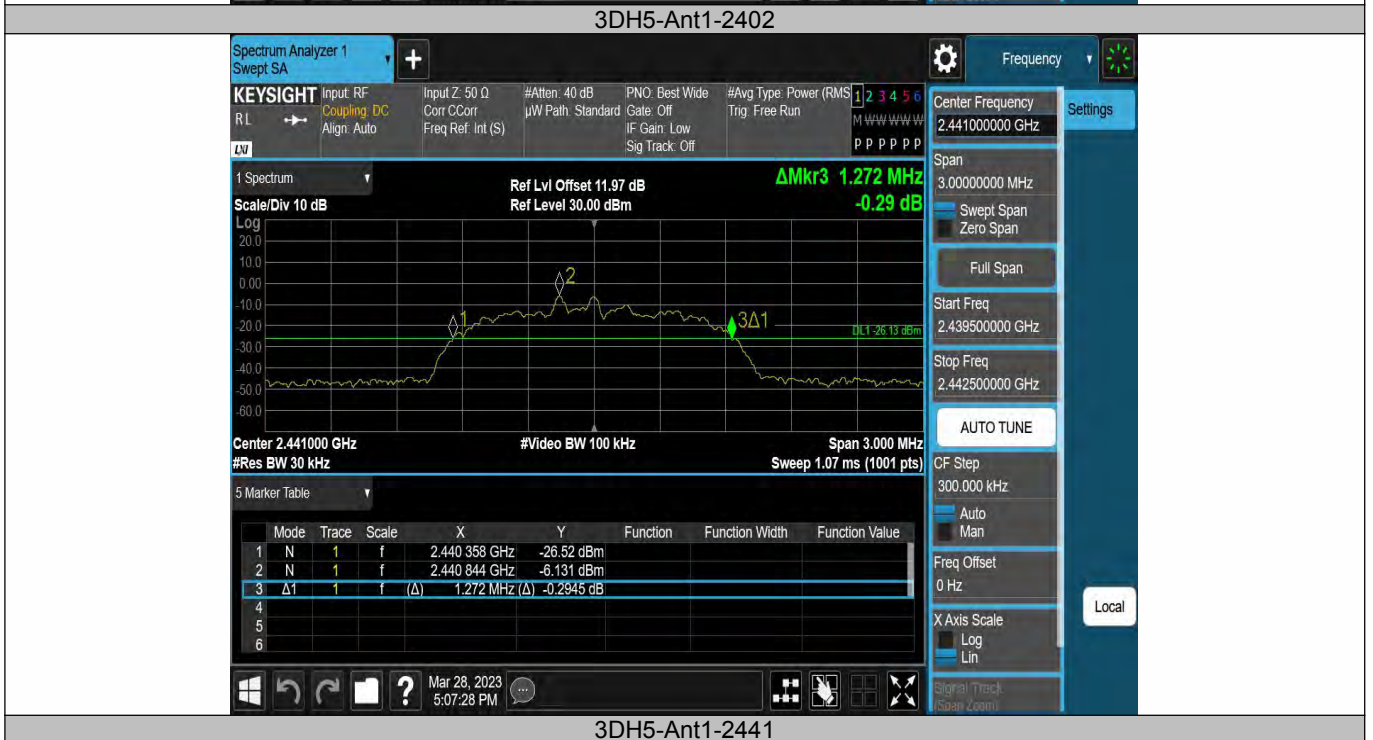 3DH5-Ant1-2402
Spectrum Analyzer 1
Swept SA
+
Frequency
KEYSIGHT Input: RF Input Z: 50 Ω #Atten: 40 dB PNO: Best Wide #Avg Type: Power (RMS 1 2 3 4 5 6
RL Coupling: DC Corr CCorr µW Path: Standard Gate: Off Trig: Free Run
Align: Auto Freq Ref: Int (S) IF Gain: Low M W W W W W
LXI Sig Track: Off P P P P P P
Center Frequency
2.441000000 GHz
Settings
Span
3.00000000 MHz
Swept Span
Zero Span
Full Span
Start Freq
2.439500000 GHz
Stop Freq
2.442500000 GHz
AUTO TUNE
CF Step
300.000 kHz
Auto
Man
Freq Offset
0 Hz
X Axis Scale
Log
Lin
Signal Track
(Span Zoom)
Local
1 Spectrum
Ref Lvl Offset 11.97 dB ΔMkr3 1.272 MHz
Scale/Div 10 dB Ref Level 30.00 dBm -0.29 dB
Log
20.0
10.0
0.00
-10.0
-20.0
-30.0
-40.0
-50.0
-60.0
1
2
3Δ1
DL1 -26.13 dBm
Center 2.441000 GHz #Video BW 100 kHz Span 3.000 MHz
#Res BW 30 kHz Sweep 1.07 ms (1001 pts)
5 Marker Table
Mode Trace Scale X Y Function Function Width Function Value
1 N 1 f 2.440 358 GHz -26.52 dBm
2 N 1 f 2.440 844 GHz -6.131 dBm
3 Δ1 1 f (Δ) 1.272 MHz (Δ) -0.2945 dB
4
5
6
?
Mar 28, 2023
5:07:28 PM
3DH5-Ant1-2441